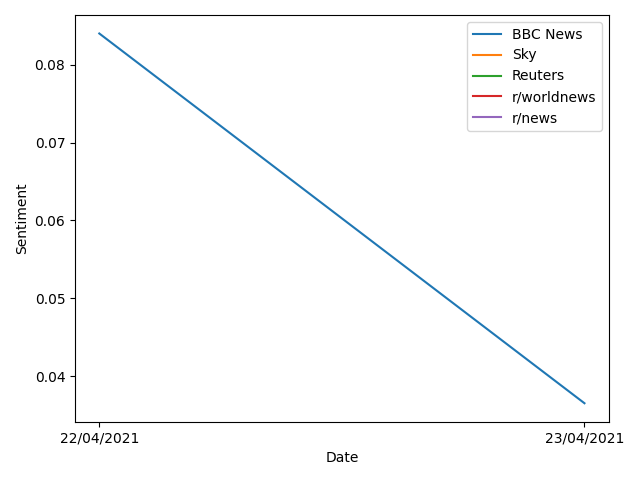 BBC News
Sky
Reuters
r/worldnews
r/news
0.08
0.07
0.06
0.05
0.04
Sentiment
22/04/2021
23/04/2021
Date